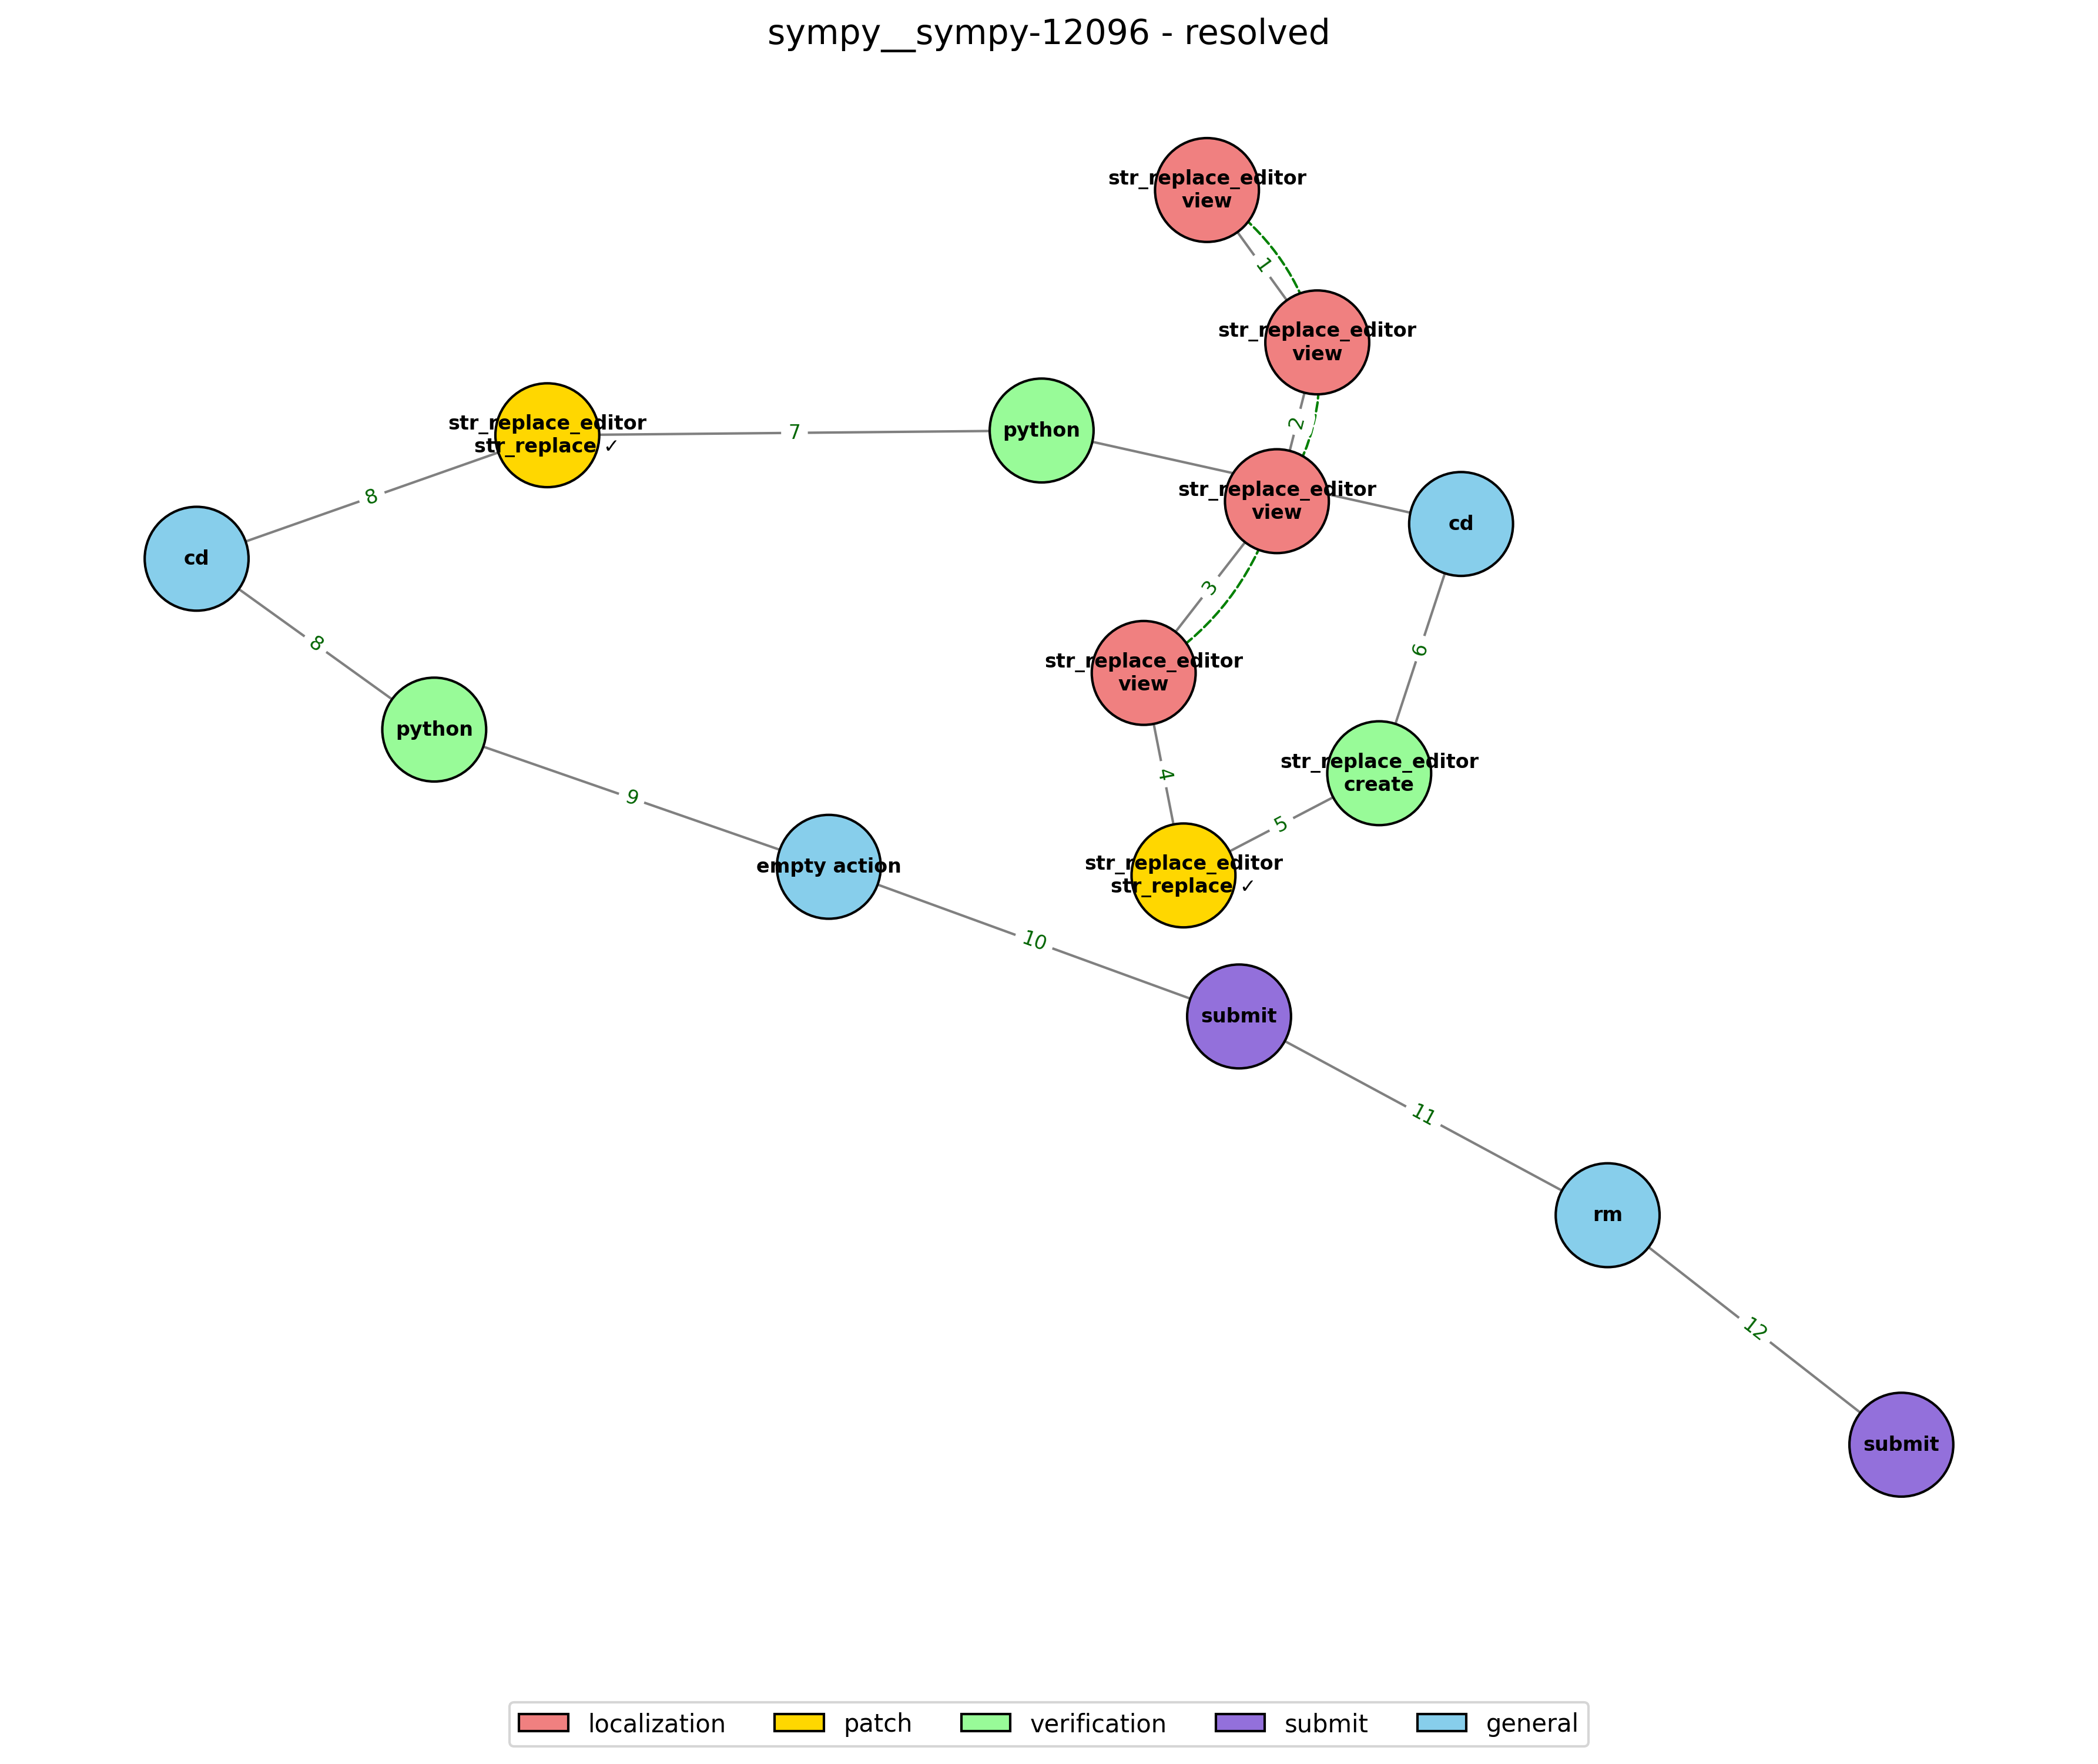 sympy__sympy-12096 - resolved
str_replace_editor
view
1
str_replace_editor
view
2
str_replace_editor
view
3
str_replace_editor
view
4
str_replace_editor
str_replace ✓
5
str_replace_editor
create
6
cd
python
7
str_replace_editor
str_replace ✓
8
cd
8
python
9
empty action
10
submit
11
rm
12
submit
localization
patch
verification
submit
general